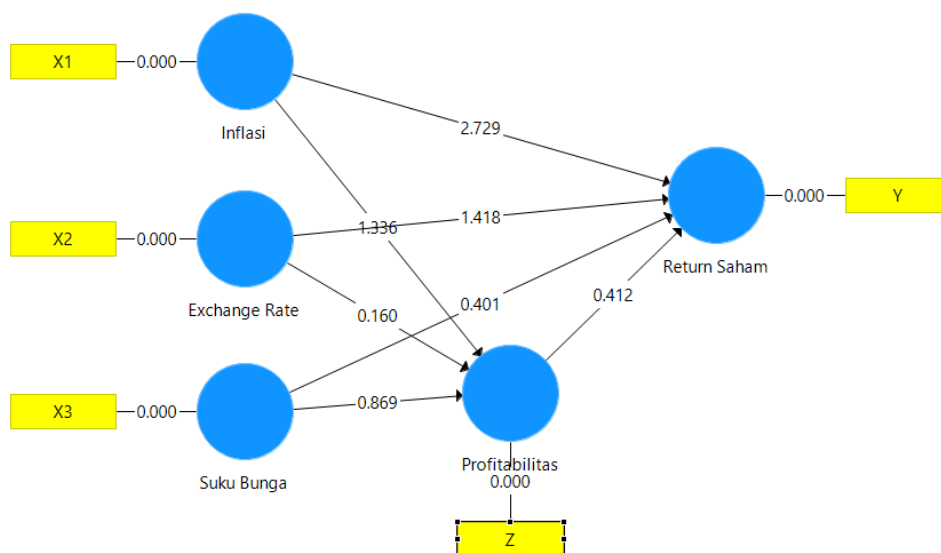 X1
0.000
Inflasi
2.729
X2
0.000
1.336
1.418
0.000
Y
Return Saham
Exchange Rate
0.160
0.401
0.412
X3
0.000
0.869
Suku Bunga
Profitabilitas
0.000
Z